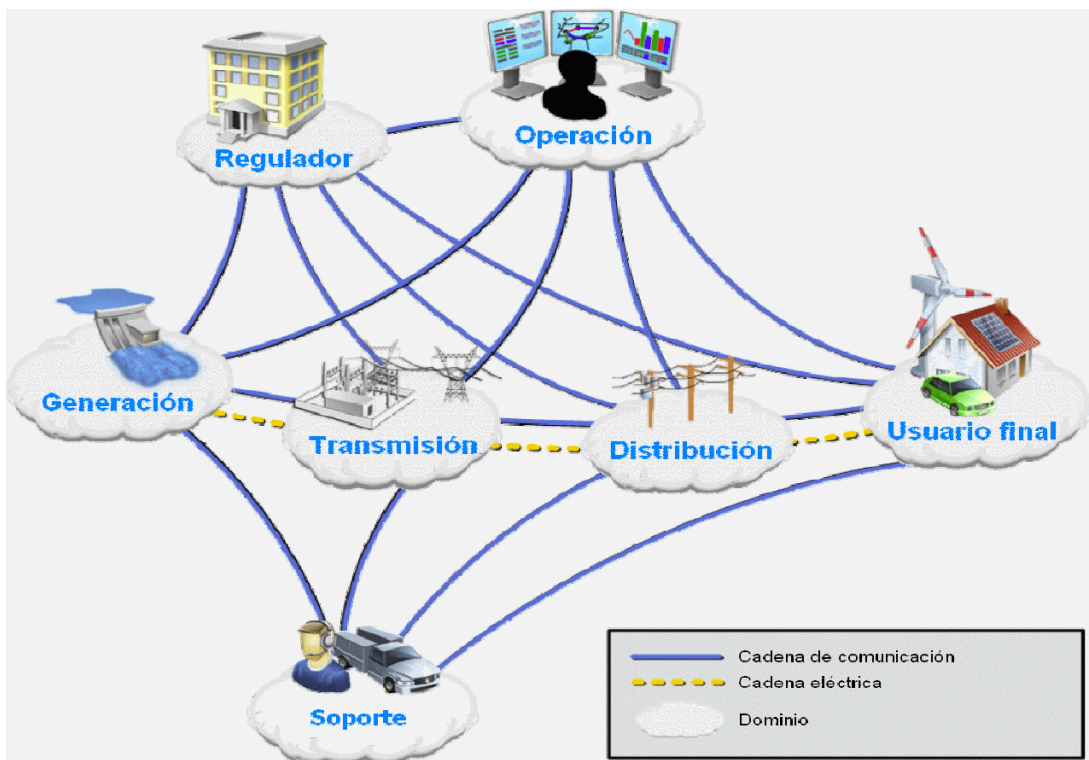 Operación
Regulador
Generación
Transmisión
Distribución
Usuario final
Soporte
Cadena de comunicación
Cadena eléctrica
Dominio